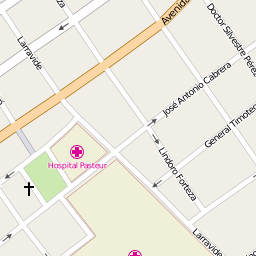 Larravide
Avenida
Doctor Silvestre Pérez
José Antonio Cabrera
General Timoteo
Hospital Pasteur
Lindoro Forteza
Larravide